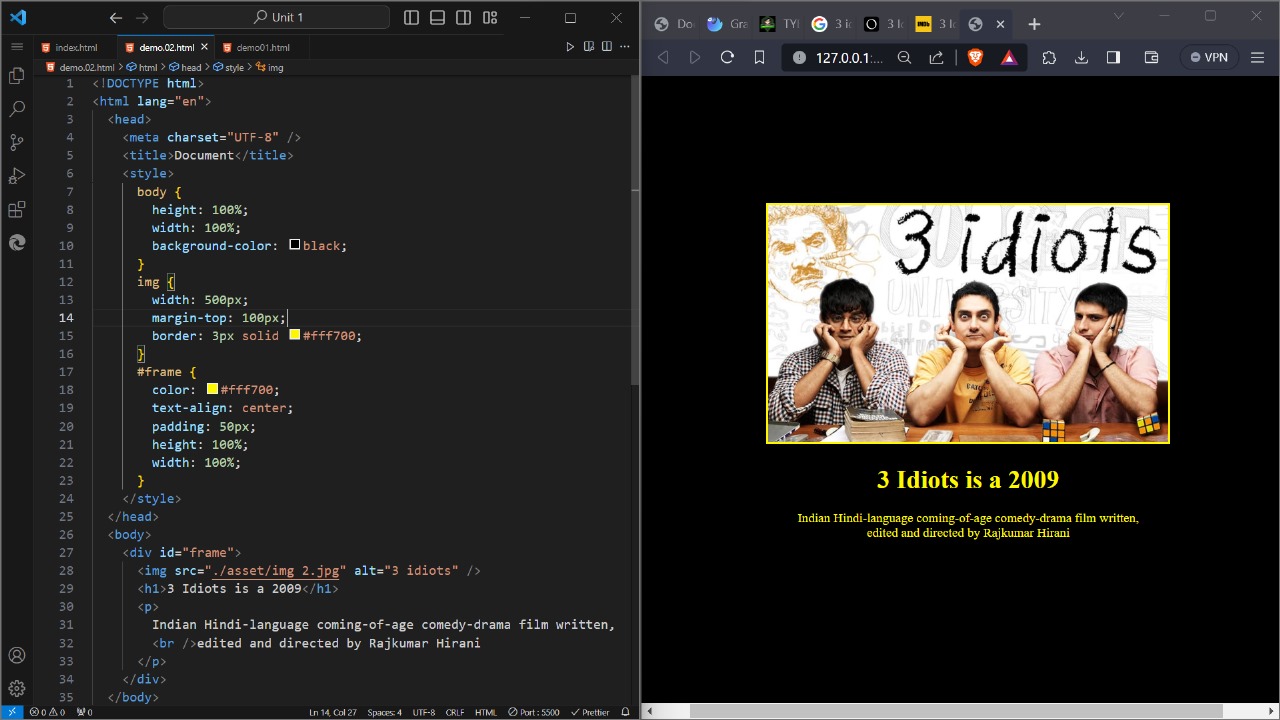 Unit 1
index.html
demo.02.html
demo01.html
demo.02.html > html > head > style > img
1 <!DOCTYPE html>
2 <html lang="en">
3 <head>
4 <meta charset="UTF-8" />
5 <title>Document</title>
6 <style>
7 body {
8 height: 100%;
9 width: 100%;
10 background-color: black;
11 }
12 img {
13 width: 500px;
14 margin-top: 100px;
15 border: 3px solid #fff700;
16 }
17 #frame {
18 color: #fff700;
19 text-align: center;
20 padding: 50px;
21 height: 100%;
22 width: 100%;
23 }
24 </style>
25 </head>
26 <body>
27 <div id="frame">
28 <img src="./asset/img 2.jpg" alt="3 idiots" />
29 <h1>3 Idiots is a 2009</h1>
30 <p>
31 Indian Hindi-language coming-of-age comedy-drama film written,
32 <br />edited and directed by Rajkumar Hirani
33 </p>
34 </div>
35 </body>
0 0 0 Ln 14, Col 27 Spaces: 4 UTF-8 CRLF HTML Port : 5500 Prettier
Do Gra TY 3 i 3 I IMDb 3 I
127.0.0.1:... VPN
3 idiots
COLLEGE
UNIVERSITY
3 Idiots is a 2009
Indian Hindi-language coming-of-age comedy-drama film written,
edited and directed by Rajkumar Hirani